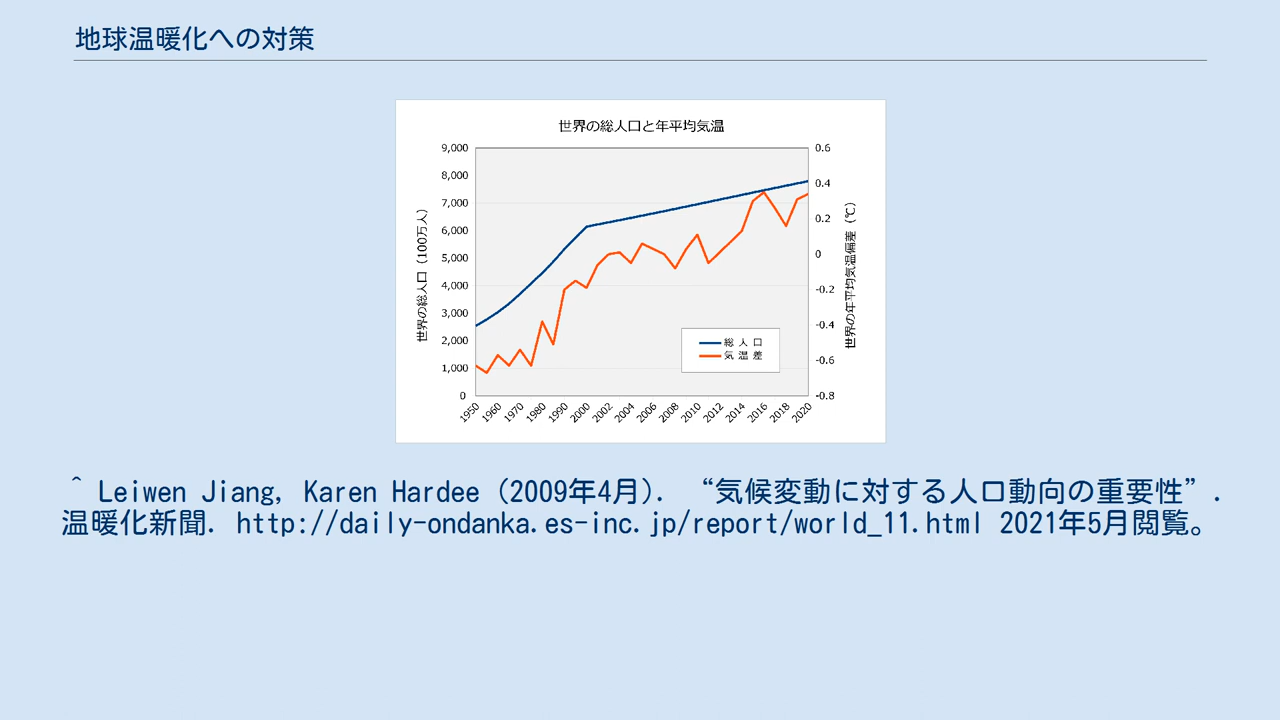 地球温暖化への対策
世界の総人口と年平均気温
9,000
8,000
7,000
6,000
5,000
4,000
3,000
2,000
1,000
0
世界の総人口（100万人）
0.6
0.4
0.2
0
-0.2
-0.4
-0.6
-0.8
世界の年平均気温偏差（℃）
総人口
気温差
1950 1960 1970 1980 1990 2000 2002 2004 2006 2008 2010 2012 2014 2016 2018 2020
^ Leiwen Jiang, Karen Hardee (2009年4月). “気候変動に対する人口動向の重要性”.
温暖化新聞. http://daily-ondanka.es-inc.jp/report/world_11.html 2021年5月閲覧。